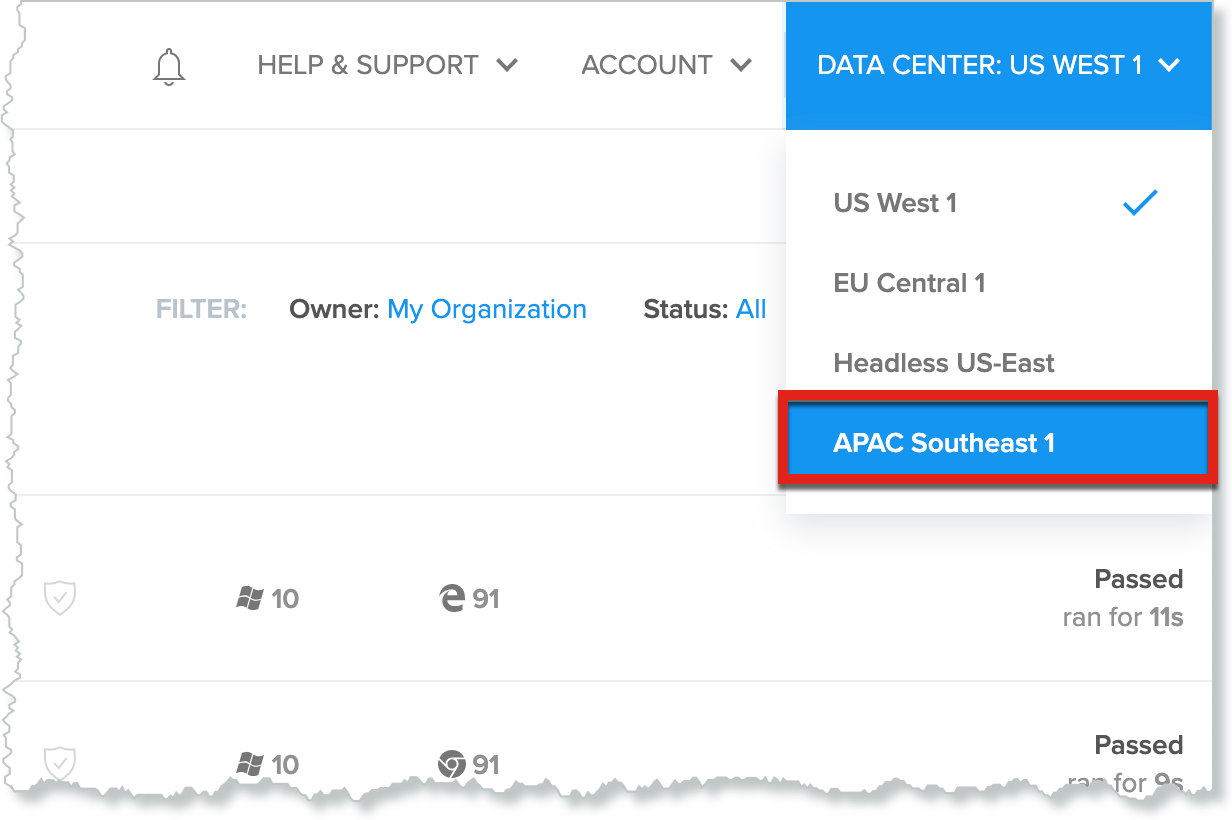 HELP & SUPPORT
ACCOUNT
DATA CENTER: US WEST 1
US West 1
EU Central 1
Headless US-East
APAC Southeast 1
FILTER: Owner: My Organization Status: All
10 91 Passed
ran for 11s
10 91 Passed
ran for 9s